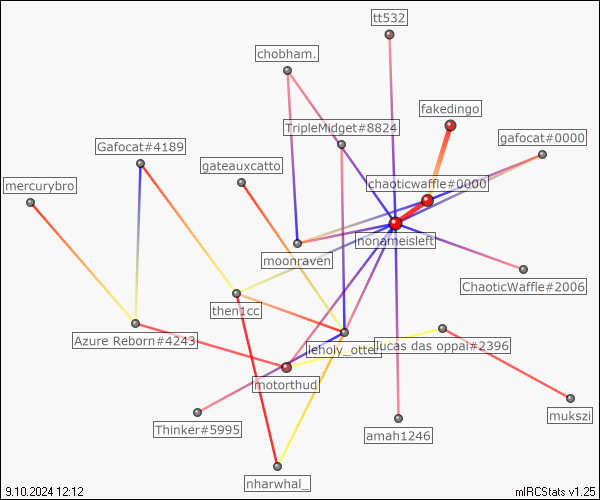 tt532
chobham.
fakedingo
TripleMidget#8824
gafocat#0000
Gafocat#4189
gateauxcatto
chaoticwaffle#0000
mercurybro
nonameisleft
moonraven
ChaoticWaffle#2006
then1cc
Azure Reborn#4243
leholy_otter
lucas das oppai#2396
motorthud
mukszi
Thinker#5995
amah1246
nharwhal_
9.10.2024 12:12
mIRCStats v1.25